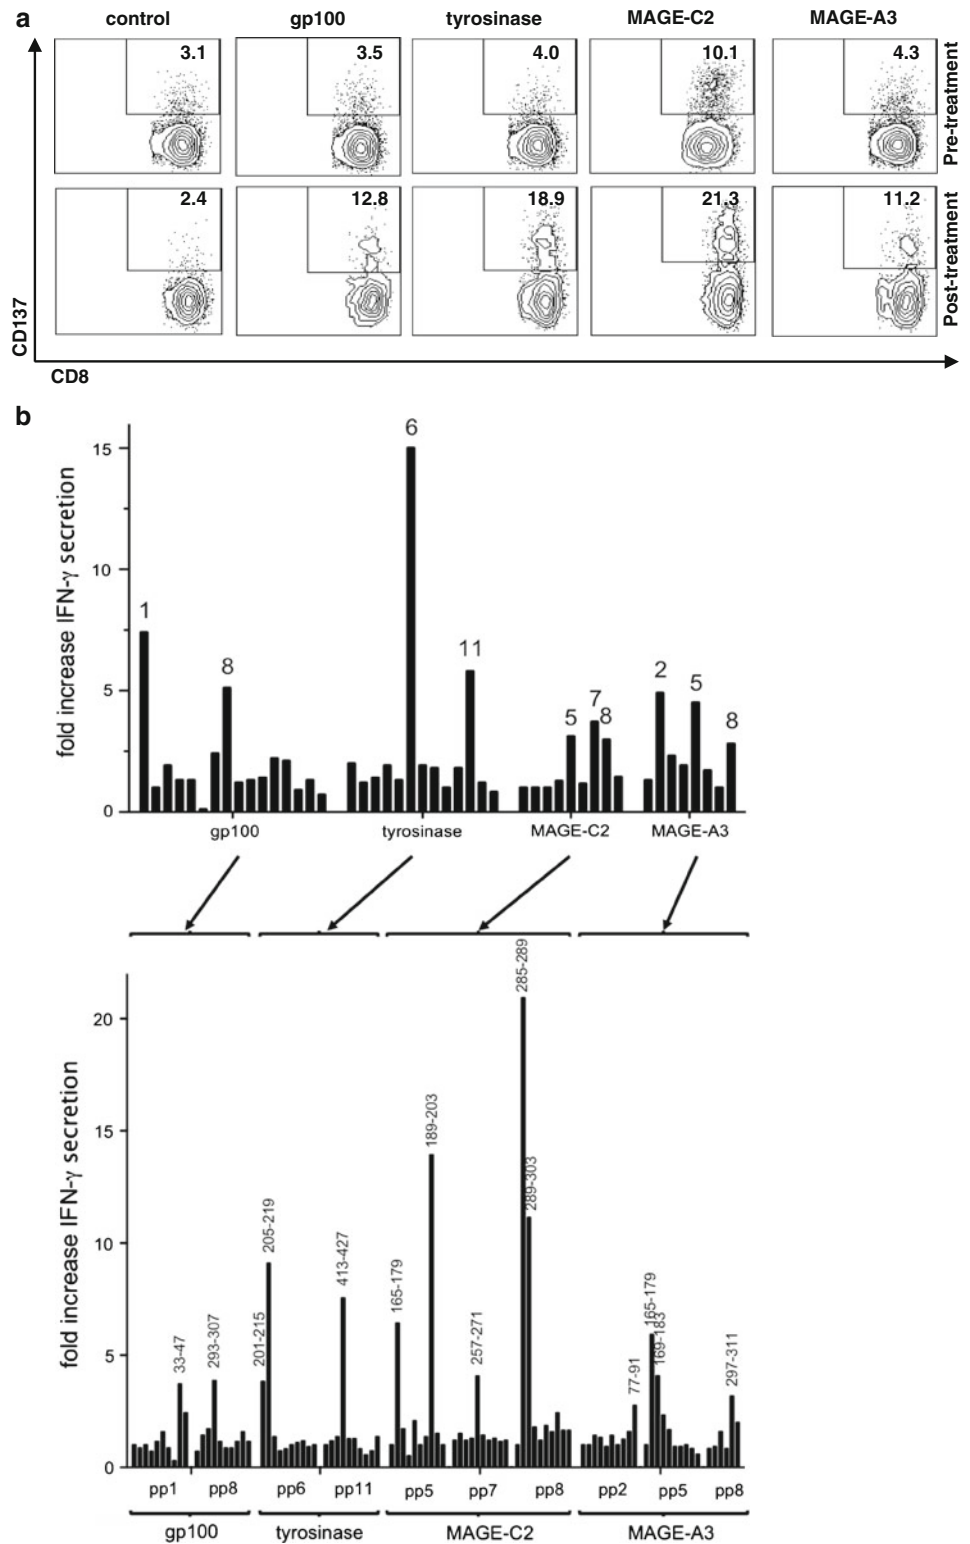 a
control gp100 tyrosinase MAGE-C2 MAGE-A3
3.1 3.5 4.0 10.1 4.3
Pre-treatment
2.4 12.8 18.9 21.3 11.2
Post-treatment
CD137
CD8
b
fold increase IFN-γ secretion
15
10
5
0
1 8 6 11 5 7 8 2 5 8
gp100 tyrosinase MAGE-C2 MAGE-A3
fold increase IFN-γ secretion
20
15
10
5
0
33-47
293-307
201-215
205-219
413-427
165-179
189-203
257-271
285-289
289-303
77-91
165-179
169-183
297-311
pp1 pp8 pp6 pp11 pp5 pp7 pp8 pp2 pp5 pp8
gp100 tyrosinase MAGE-C2 MAGE-A3